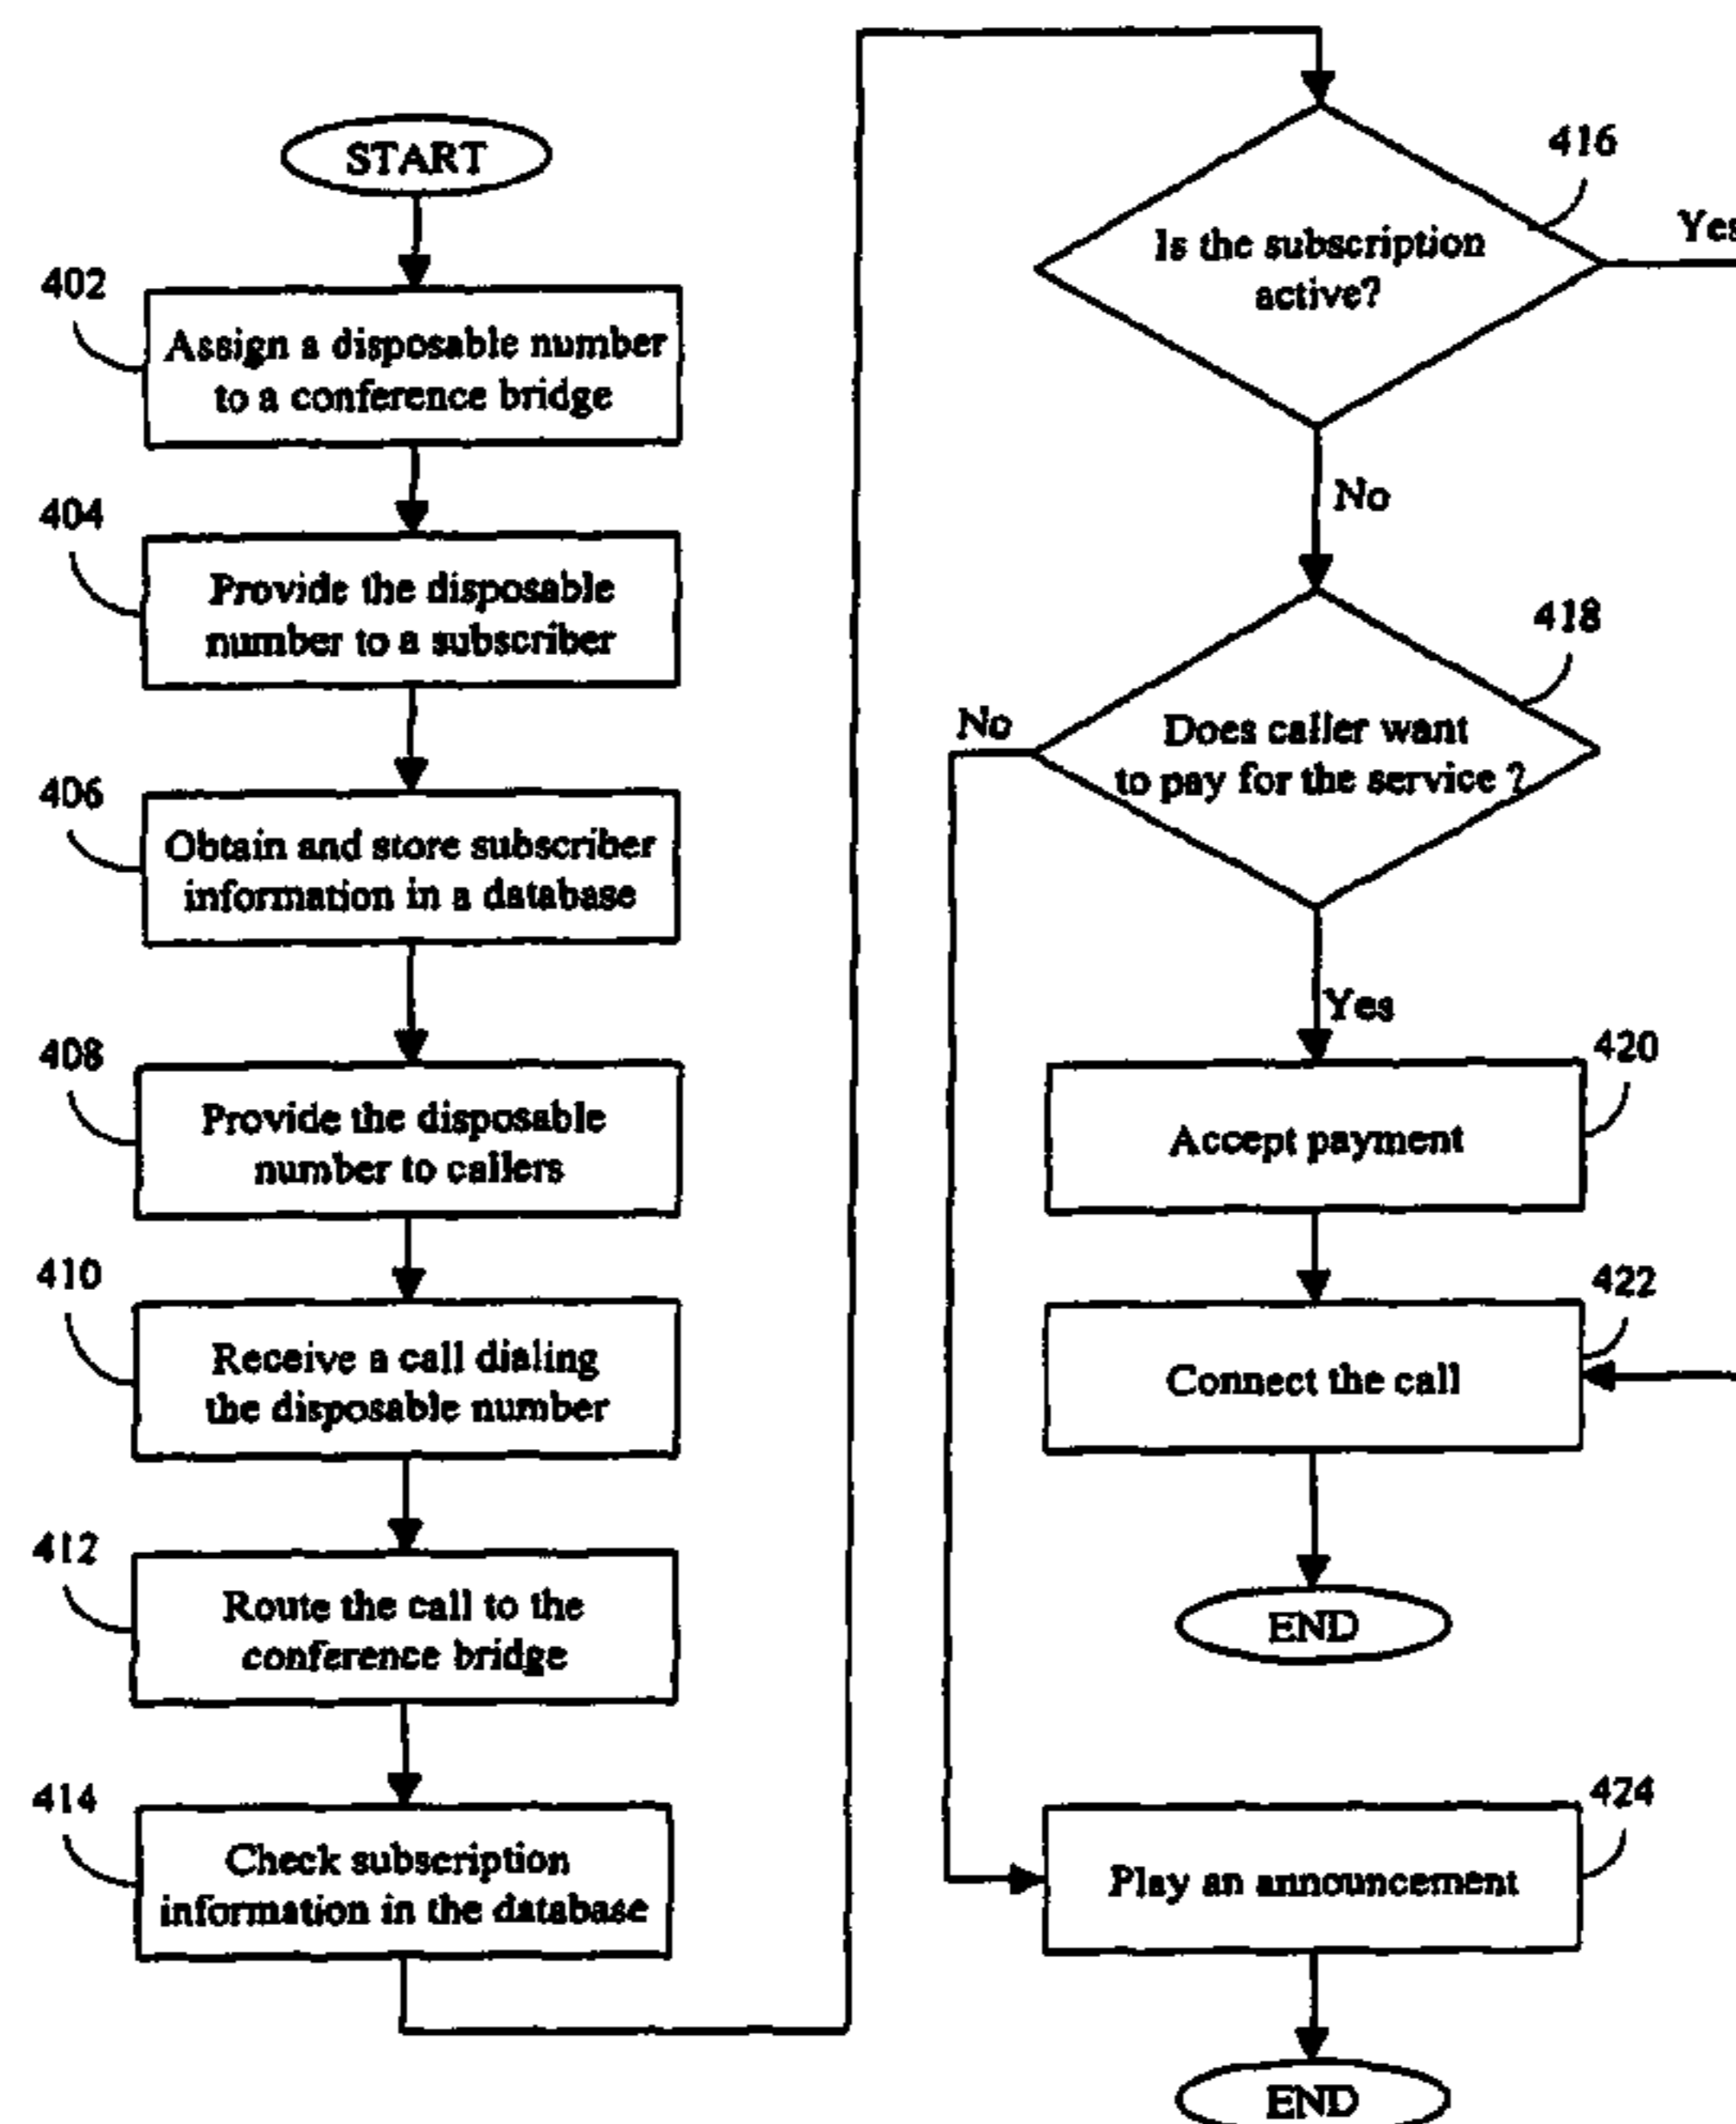 START
402
Assign a disposable number
to a conference bridge
404
Provide the disposable
number to a subscriber
406
Obtain and store subscriber
information in a database
408
Provide the disposable
number to callers
410
Receive a call dialing
the disposable number
412
Route the call to the
conference bridge
414
Check subscription
information in the database
416
Is the subscription
active?
Yes
No
418
Does caller want
to pay for the service ?
No
Yes
420
Accept payment
422
Connect the call
END
424
Play an announcement
END